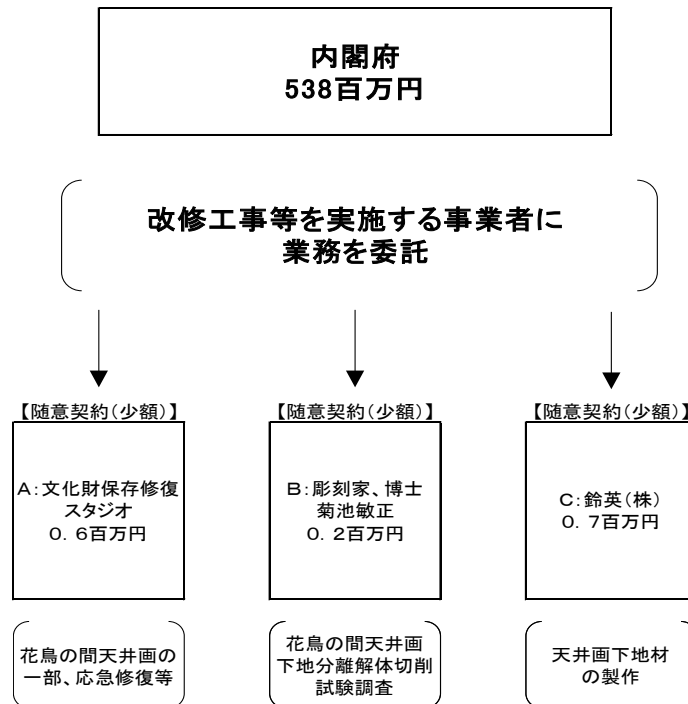 内閣府
538百万円
改修工事等を実施する事業者に
業務を委託
【随意契約(少額)】
A:文化財保存修復
スタジオ
0.6百万円
花鳥の間天井画の
一部、応急修復等
【随意契約(少額)】
B:彫刻家、博士
菊池敏正
0.2百万円
花鳥の間天井画
下地分離解体切削
試験調査
【随意契約(少額)】
C:鈴英(株)
0.7百万円
天井画下地材
の製作